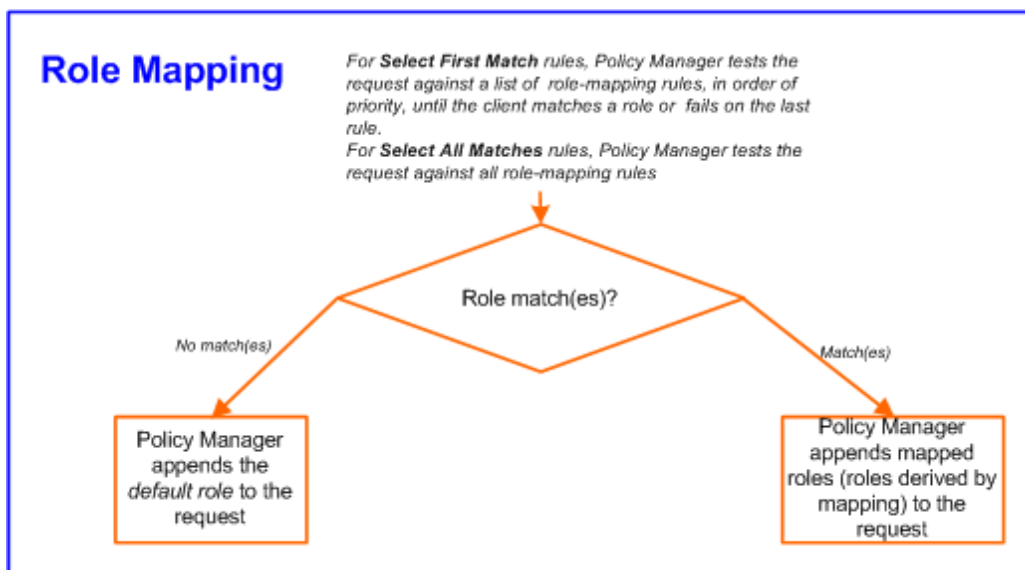 Role Mapping
For Select First Match rules, Policy Manager tests the
request against a list of role-mapping rules, in order of
priority, until the client matches a role or fails on the last
rule.
For Select All Matches rules, Policy Manager tests the
request against all role-mapping rules
Role match(es)?
No match(es)
Match(es)
Policy Manager
appends the
default role to the
request
Policy Manager
appends mapped
roles (roles derived by
mapping) to the
request